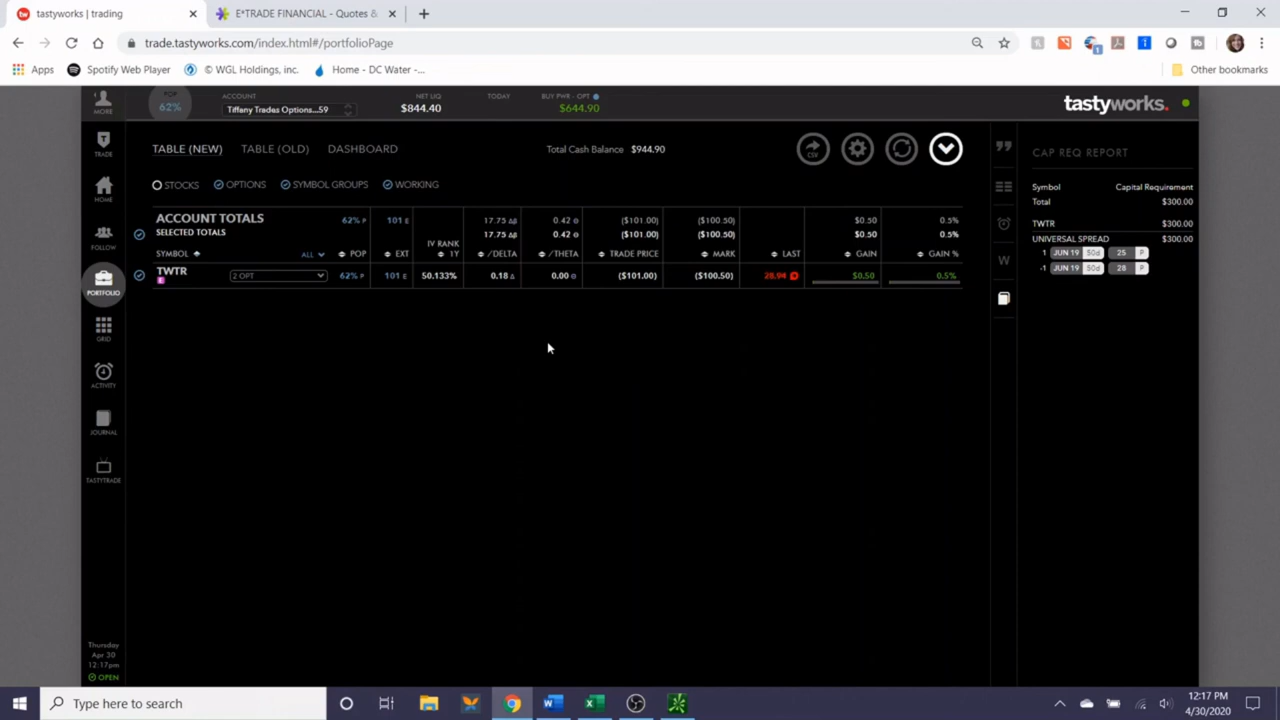 tastyworks | trading
E*TRADE FINANCIAL - Quotes &
trade.tastyworks.com/index.html#/portfolioPage
Apps
Spotify Web Player
© WGL Holdings, inc.
Home - DC Water -...
Other bookmarks
MORE
POP
62%
ACCOUNT
Tiffany Trades Options...59
NET LIQ
$844.40
TODAY
BUY PWR - OPT
$644.90
tastyworks.
TRADE
HOME
FOLLOW
PORTFOLIO
GRID
ACTIVITY
JOURNAL
TASTYTRADE
TABLE (NEW)
TABLE (OLD)
DASHBOARD
Total Cash Balance $944.90
CSV
STOCKS
OPTIONS
SYMBOL GROUPS
WORKING
ACCOUNT TOTALS 62% P 101 E 17.75 Δβ 0.42 Θ ($101.00) ($100.50) $0.50 0.5%
SELECTED TOTALS 17.75 Δβ 0.42 Θ ($101.00) ($100.50) $0.50 0.5%
SYMBOL ALL POP EXT IV RANK 1Y /DELTA /THETA TRADE PRICE MARK LAST GAIN GAIN %
TWTR 2 OPT 62% P 101 E 50.133% 0.18 Δ 0.00 Θ ($101.00) ($100.50) 28.94 $0.50 0.5%
E
W
CAP REQ REPORT
Symbol Capital Requirement
Total $300.00
TWTR $300.00
UNIVERSAL SPREAD $300.00
1 JUN 19 50d 25 P
-1 JUN 19 50d 28 P
Thursday
Apr 30
12:17pm
OPEN
Type here to search
12:17 PM
4/30/2020